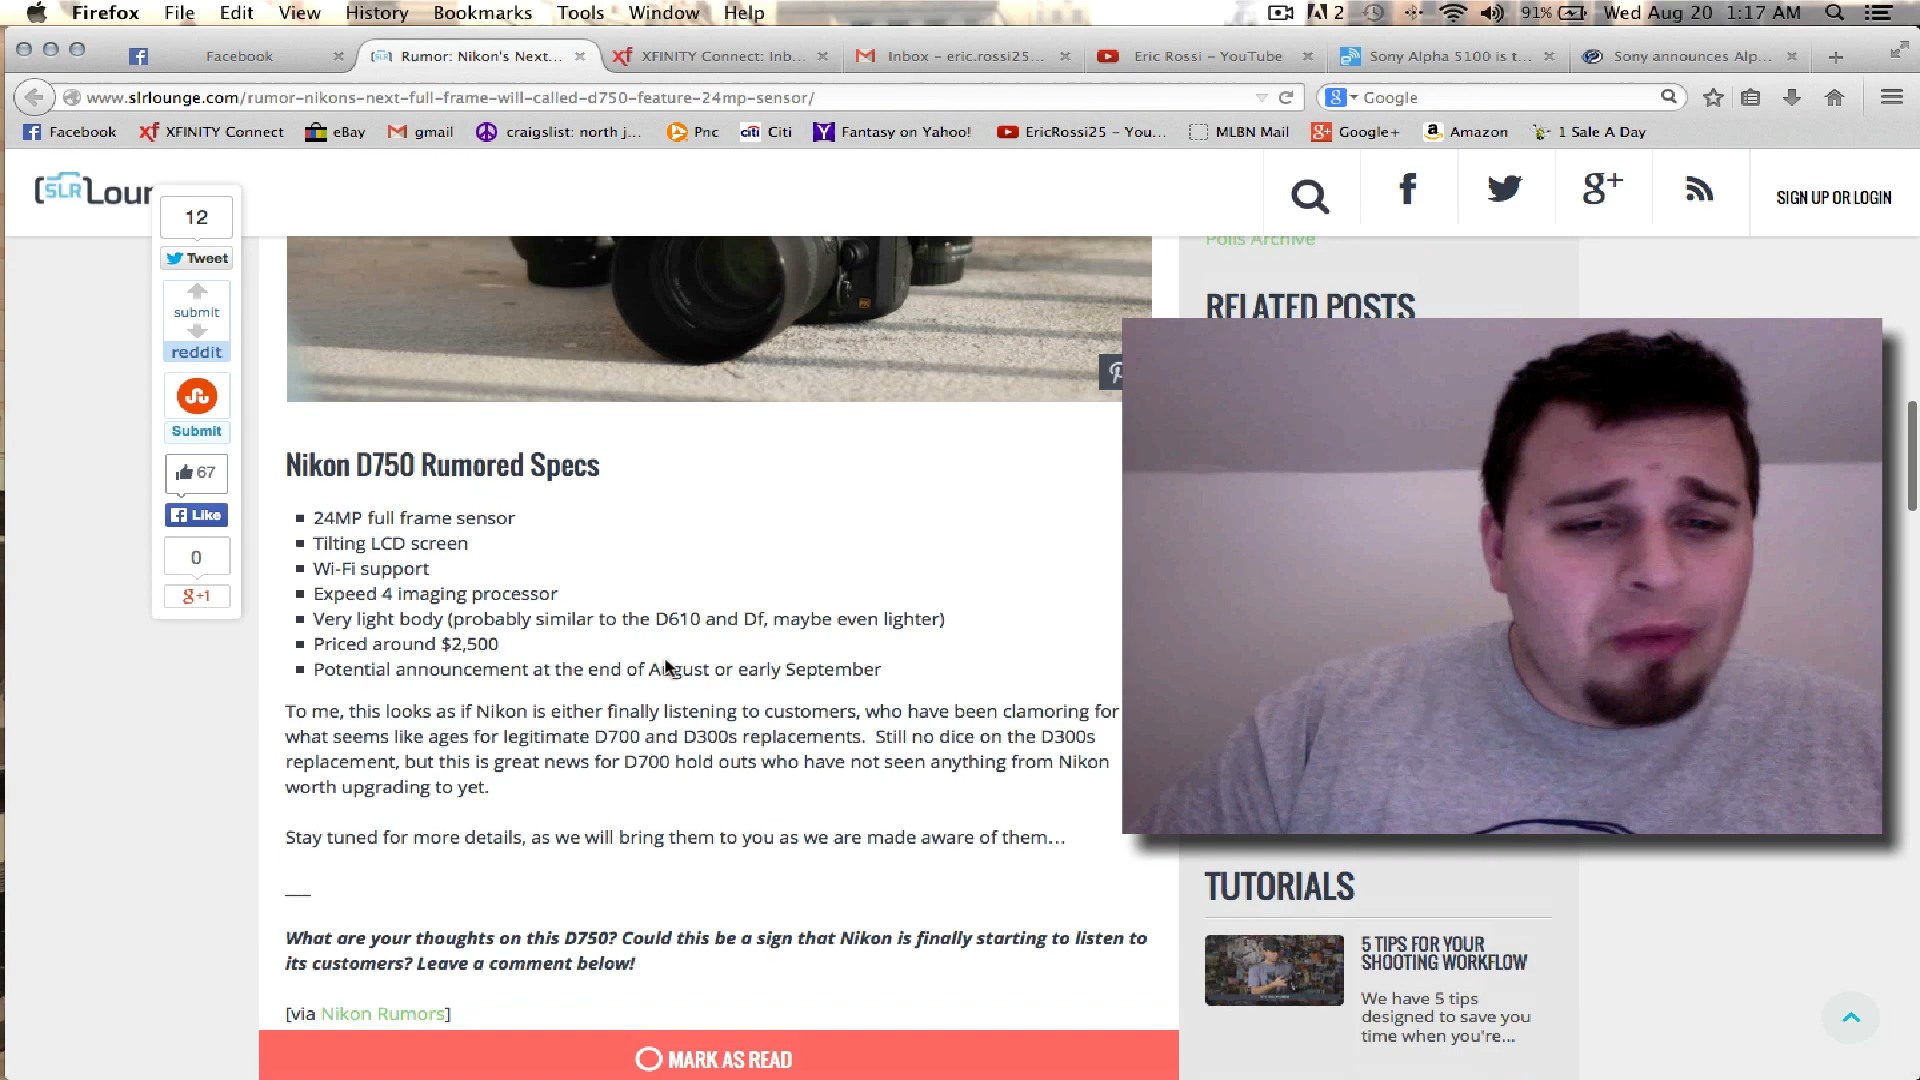 Firefox File Edit View History Bookmarks Tools Window Help 2 91% Wed Aug 20 1:17 AM
Facebook Rumor: Nikon's Next... XFINITY Connect: Inb... Inbox – eric.rossi25... Eric Rossi – YouTube Sony Alpha 5100 is t... Sony announces Alp...
www.slrlounge.com/rumor-nikons-next-full-frame-will-called-d750-feature-24mp-sensor/ Google
Facebook XFINITY Connect eBay gmail craigslist: north j... Pnc Citi Fantasy on Yahoo! EricRossi25 – You... MLBN Mail Google+ Amazon 1 Sale A Day
SLR Loun SIGN UP OR LOGIN
12
Tweet
submit
reddit
Submit
67
Like
0
g+1
Polls Archive
RELATED POSTS
Nikon D750 Rumored Specs
24MP full frame sensor
Tilting LCD screen
Wi-Fi support
Expeed 4 imaging processor
Very light body (probably similar to the D610 and Df, maybe even lighter)
Priced around $2,500
Potential announcement at the end of August or early September
To me, this looks as if Nikon is either finally listening to customers, who have been clamoring for
what seems like ages for legitimate D700 and D300s replacements. Still no dice on the D300s
replacement, but this is great news for D700 hold outs who have not seen anything from Nikon
worth upgrading to yet.
Stay tuned for more details, as we will bring them to you as we are made aware of them...
What are your thoughts on this D750? Could this be a sign that Nikon is finally starting to listen to
its customers? Leave a comment below!
[via Nikon Rumors]
MARK AS READ
TUTORIALS
5 TIPS FOR YOUR
SHOOTING WORKFLOW
We have 5 tips
designed to save you
time when you're...